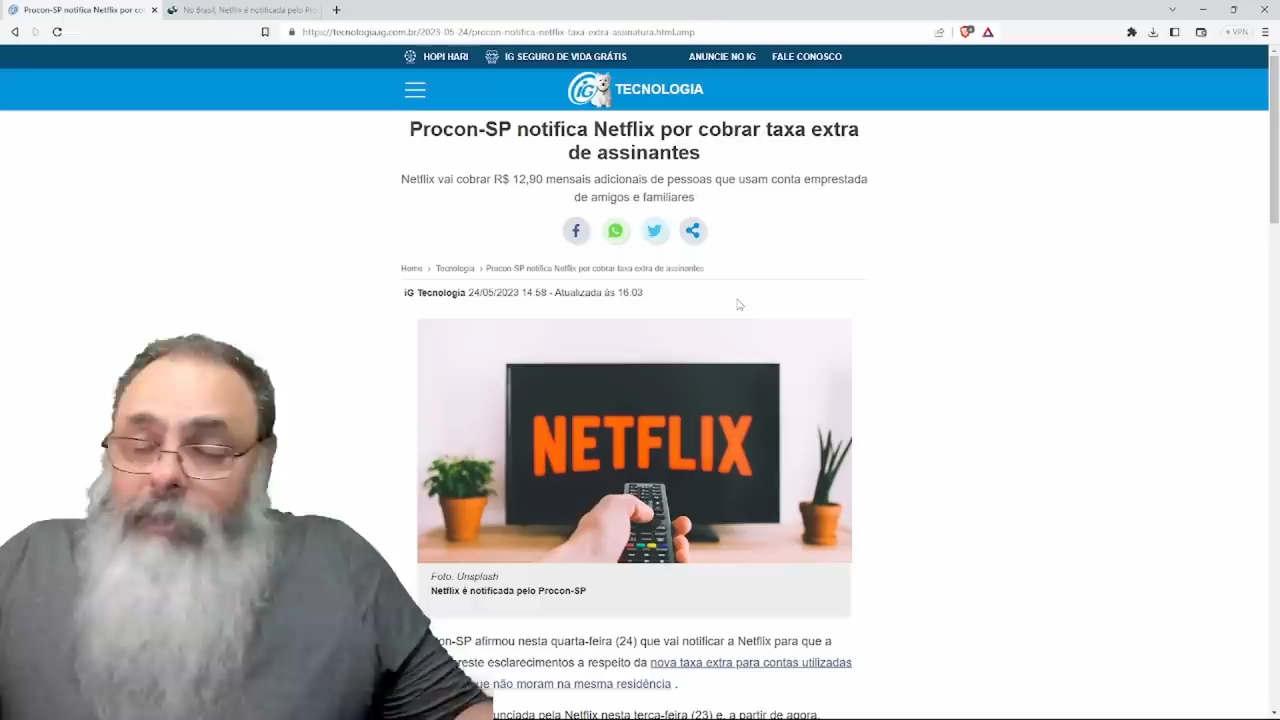 Procon-SP notifica Netflix por co
No Brasil, Netflix é notificada pelo Pro
https://tecnologia.ig.com.br/2023-05-24/procon-notifica-netflix-taxa-extra-assinatura.html.amp
VPN
HOPI HARI
IG SEGURO DE VIDA GRÁTIS
ANUNCIE NO IG
FALE CONOSCO
iG TECNOLOGIA
Procon-SP notifica Netflix por cobrar taxa extra
de assinantes
Netflix vai cobrar R$ 12,90 mensais adicionais de pessoas que usam conta emprestada
de amigos e familiares
Home › Tecnologia › Procon-SP notifica Netflix por cobrar taxa extra de assinantes
iG Tecnologia 24/05/2023 14:58 - Atualizada às 16:03
NETFLIX
Foto: Unsplash
Netflix é notificada pelo Procon-SP
on-SP afirmou nesta quarta-feira (24) que vai notificar a Netflix para que a
reste esclarecimentos a respeito da nova taxa extra para contas utilizadas
ue não moram na mesma residência .
unciada pela Netflix nesta terça-feira (23) e, a partir de agora,